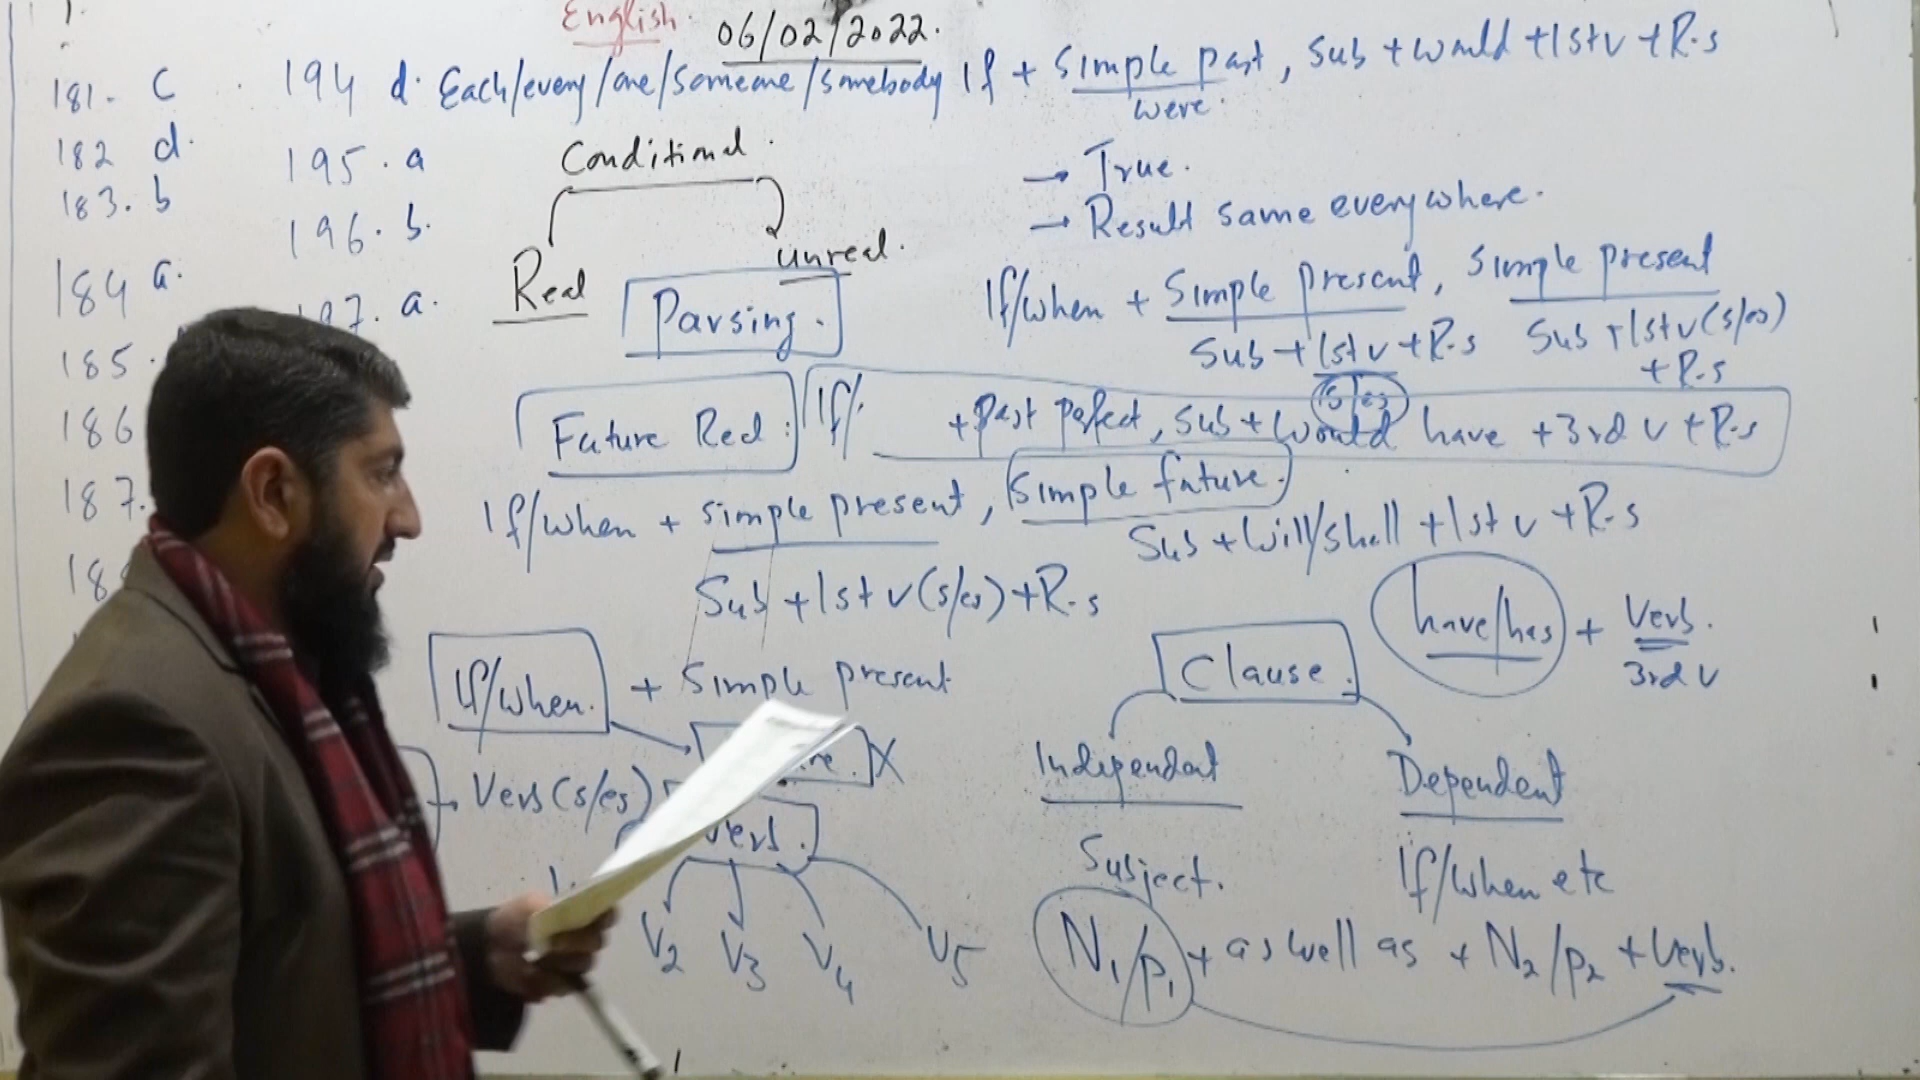 English.
06/02/2022.
181. C
182 d.
183. b
184 a.
185.
186
187.
194 d. Each/every/one/someone/somebody
195. a
196. b.
197. a.
If + Simple past, Sub + would + 1st v + R.s
were.
Conditional.
Real
unreal.
→ True.
→ Result same everywhere.
Parsing.
If/when + Simple present, Simple present
Sub + 1st v + R.s
s/es
Sub + 1st v (s/es)
+ R.s
Future Real:
If/ + Past perfect, Sub + would have + 3rd v + R.s
If/when + simple present, Simple future.
Sub + will/shall + 1st v + R.s
Sub + 1st v (s/es) + R.s
have/has + Verb.
3rd v
If/when. + Simple present
X
→ Verb (s/es)
Verb.
V2 V3 V4 V5
Clause.
Independent
Dependent
Subject.
If/when etc
N1/P1 + as well as + N2/P2 + Verb.